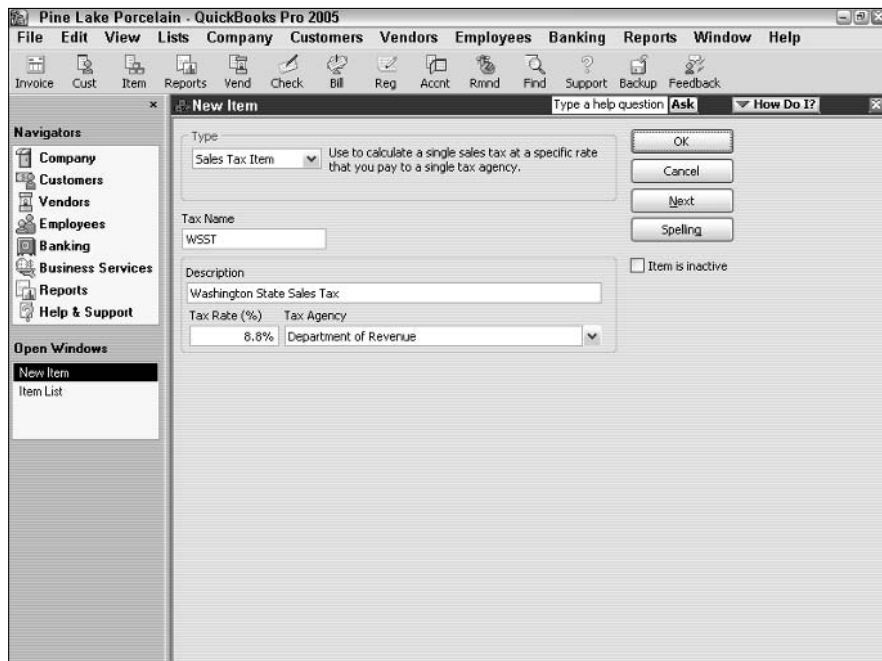 Pine Lake Porcelain - QuickBooks Pro 2005
File Edit View Lists Company Customers Vendors Employees Banking Reports Window Help
Invoice Cust Item Reports Vend Check Bill Reg Accnt Rmnd Find Support Backup Feedback
New Item
Type a help question Ask How Do I?
Navigators
Company
Customers
Vendors
Employees
Banking
Business Services
Reports
Help & Support
Open Windows
New Item
Item List
Type
Sales Tax Item
Use to calculate a single sales tax at a specific rate
that you pay to a single tax agency.
Tax Name
WSST
Description
Washington State Sales Tax
Tax Rate (%) Tax Agency
8.8% Department of Revenue
OK
Cancel
Next
Spelling
Item is inactive